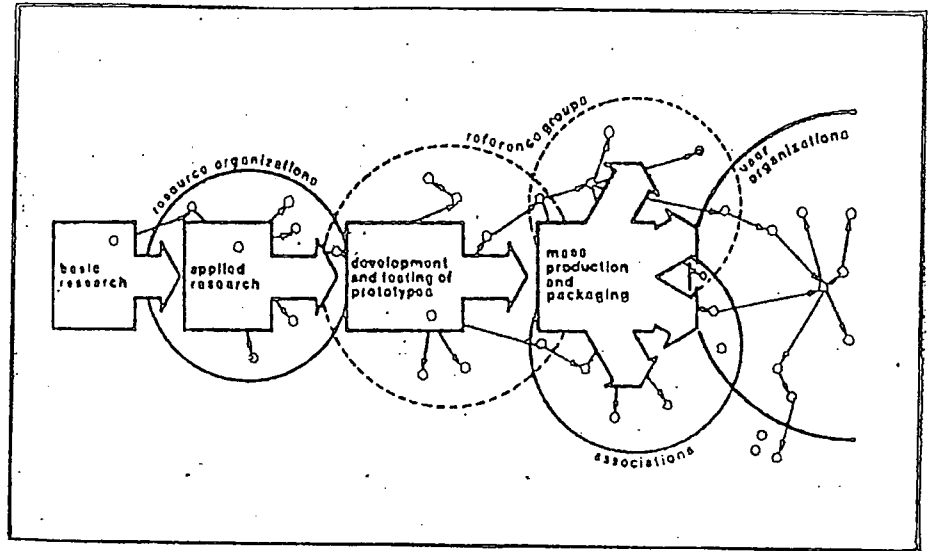 resource organizations
reference groups
user
organizations
basic
research
applied
research
development
and testing of
prototypes
mass
production
and
packaging
associations